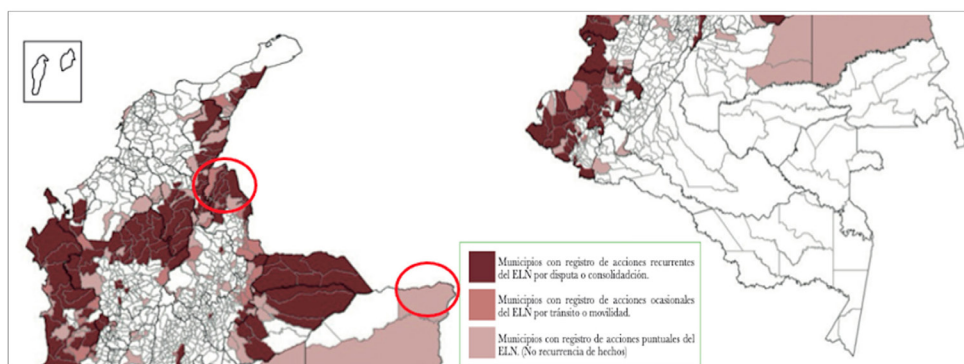 Municipios con registro de acciones recurrentes
del ELN por disputa o consolidadción.
Municipios con registro de acciones ocasionales
del ELN por tránsito o movilidad.
Municipios con registro de acciones puntuales del
ELN. (No recurrencia de hechos)